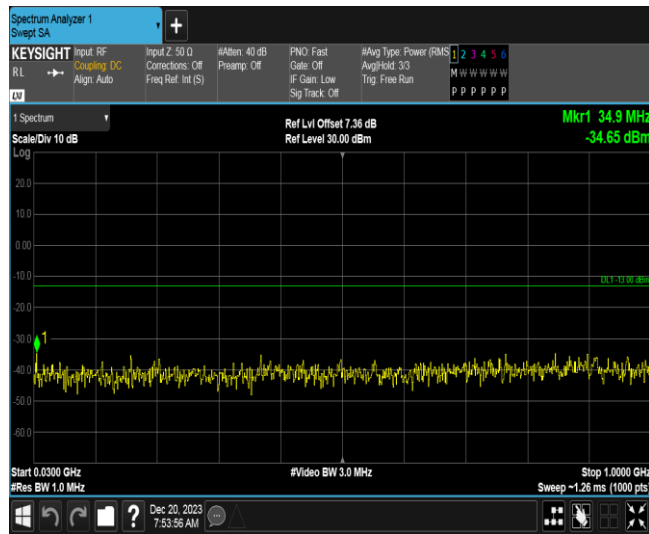 Spectrum Analyzer 1
Swept SA
+
KEYSIGHT
RL
LXI
Input: RF
Coupling: DC
Align: Auto
Input Z: 50 Ω
Corrections: Off
Freq Ref: Int (S)
#Atten: 40 dB
Preamp: Off
PNO: Fast
Gate: Off
IF Gain: Low
Sig Track: Off
#Avg Type: Power (RMS
Avg|Hold: 3/3
Trig: Free Run
1 2 3 4 5 6
M W W W W W
P P P P P P
1 Spectrum
Scale/Div 10 dB
Log
Ref Lvl Offset 7.36 dB
Ref Level 30.00 dBm
Mkr1 34.9 MHz
-34.65 dBm
20.0
10.0
0.00
-10.0
DL1 -13.00 dBm
-20.0
-30.0
1
-40.0
-50.0
-60.0
Start 0.0300 GHz
#Video BW 3.0 MHz
Stop 1.0000 GHz
#Res BW 1.0 MHz
Sweep ~1.26 ms (1000 pts
?
Dec 20, 2023
7:53:56 AM